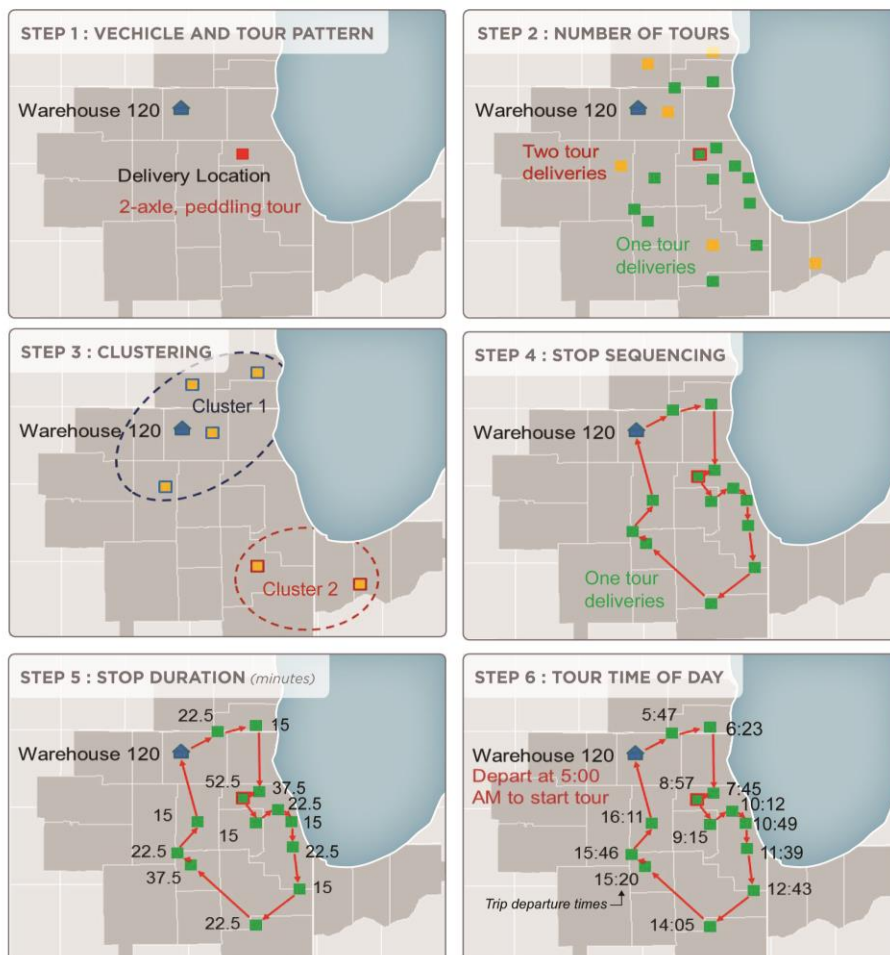 STEP 1 : VECHICLE AND TOUR PATTERN
Warehouse 120
Delivery Location
2-axle, peddling tour
STEP 2 : NUMBER OF TOURS
Warehouse 120
Two tour
deliveries
One tour
deliveries
STEP 3 : CLUSTERING
Cluster 1
Warehouse 120
Cluster 2
STEP 4 : STOP SEQUENCING
Warehouse 120
One tour
deliveries
STEP 5 : STOP DURATION (minutes)
22.5
15
Warehouse 120
52.5
37.5
22.5
15
15
15
22.5
22.5
37.5
15
22.5
STEP 6 : TOUR TIME OF DAY
5:47
6:23
Warehouse 120
Depart at 5:00
AM to start tour
8:57
7:45
10:12
16:11
10:49
9:15
11:39
15:46
15:20
12:43
Trip departure times
14:05